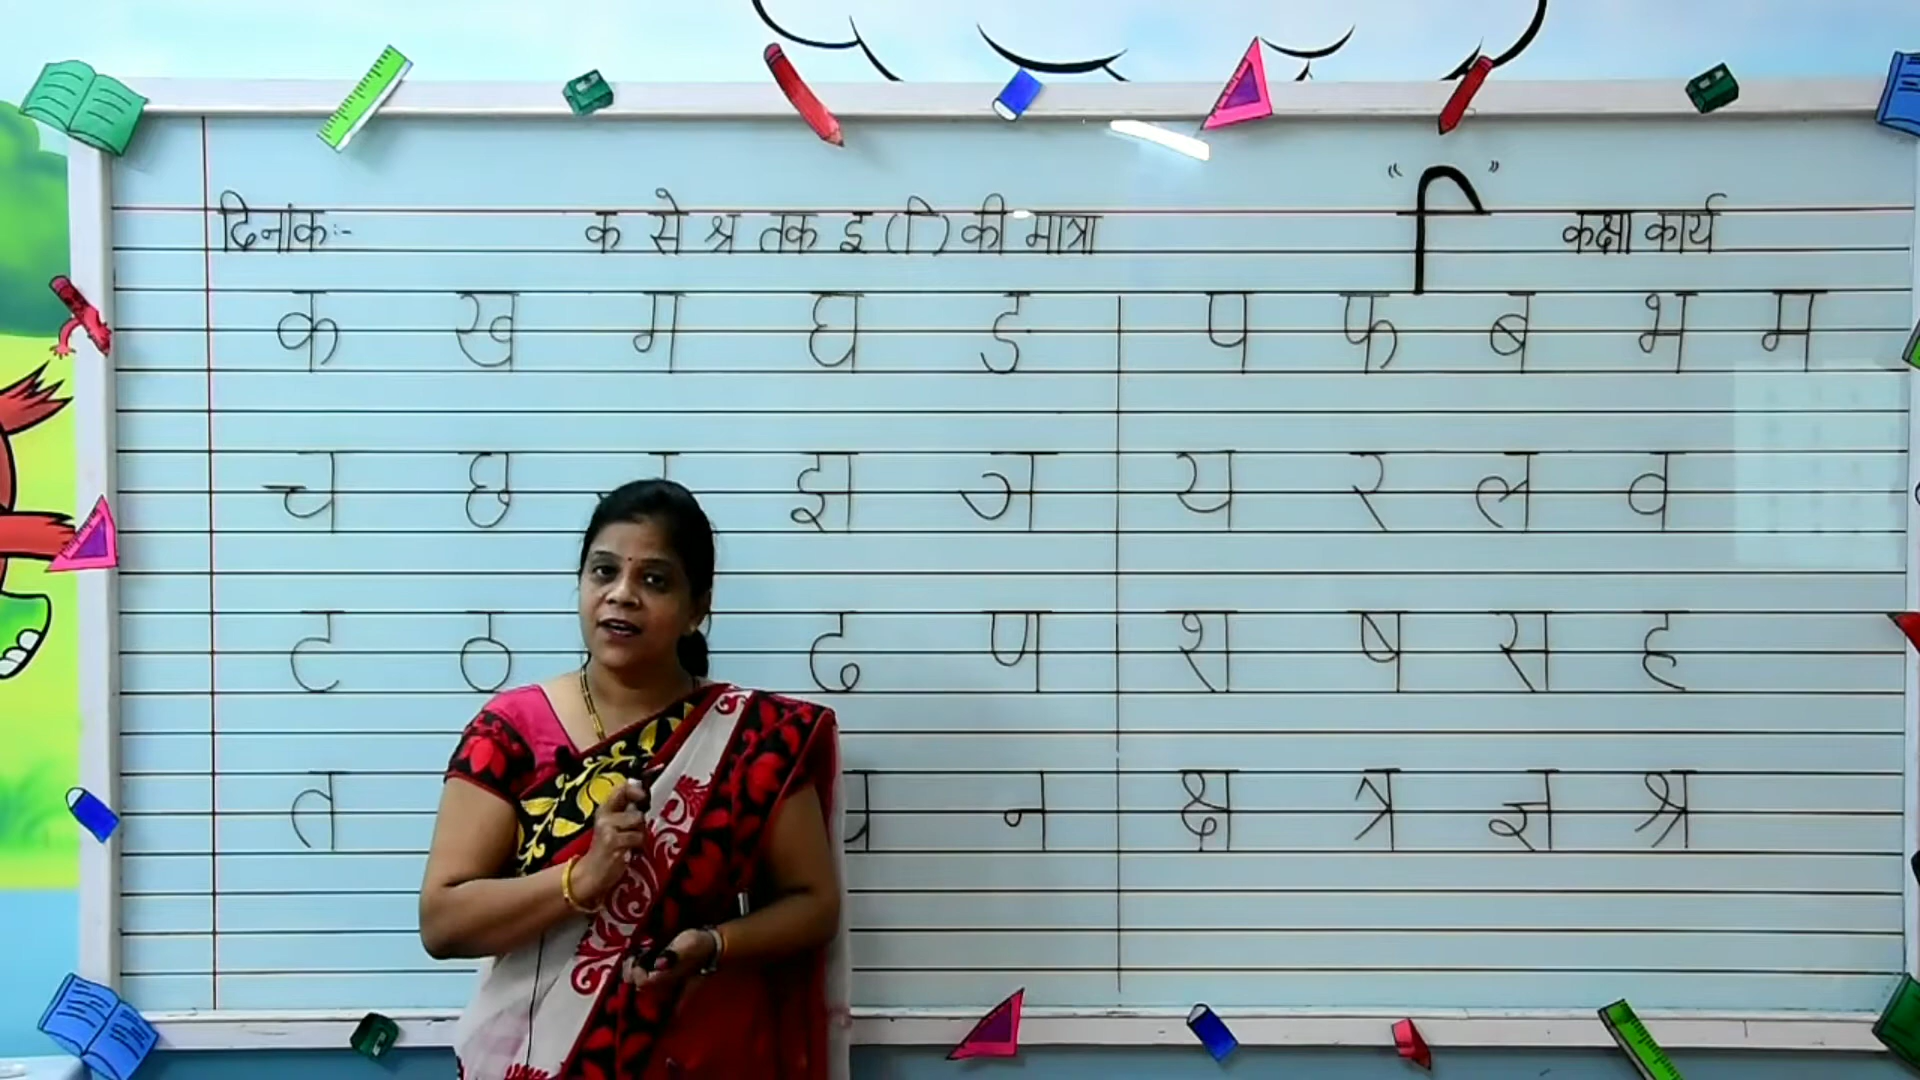 दिनांक:- क से श्र तक इ (ि) की मात्रा "ि" कक्षा कार्य
क ख ग घ ङ प फ ब भ म
च छ झ ञ य र ल व
ट ठ ढ ण श ष स ह
त न क्ष त्र ज्ञ श्र